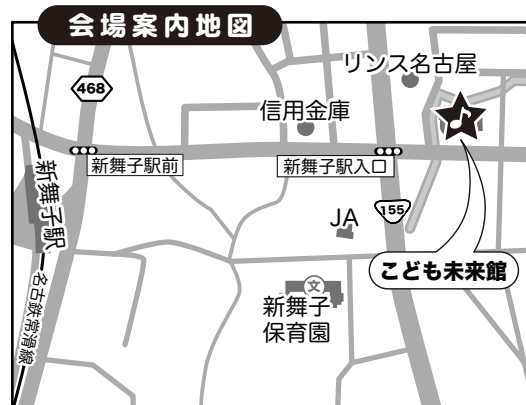 会場案内地図
リンス名古屋
468
信用金庫
新舞子駅前
新舞子駅入口
新舞子駅
155
JA
こども未来館
名古屋常滑線
文
新舞子
保育園